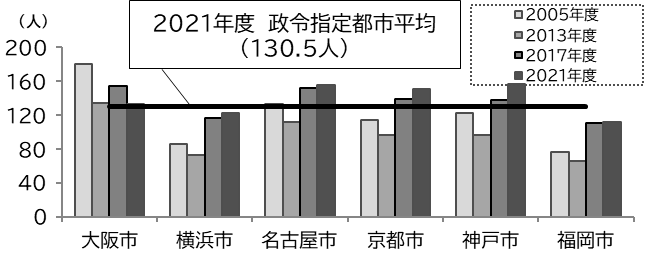 （人）
2021年度 政令指定都市平均
（130.5人）
2005年度
2013年度
2017年度
2021年度
200
160
120
80
40
0
大阪市 横浜市 名古屋市 京都市 神戸市 福岡市